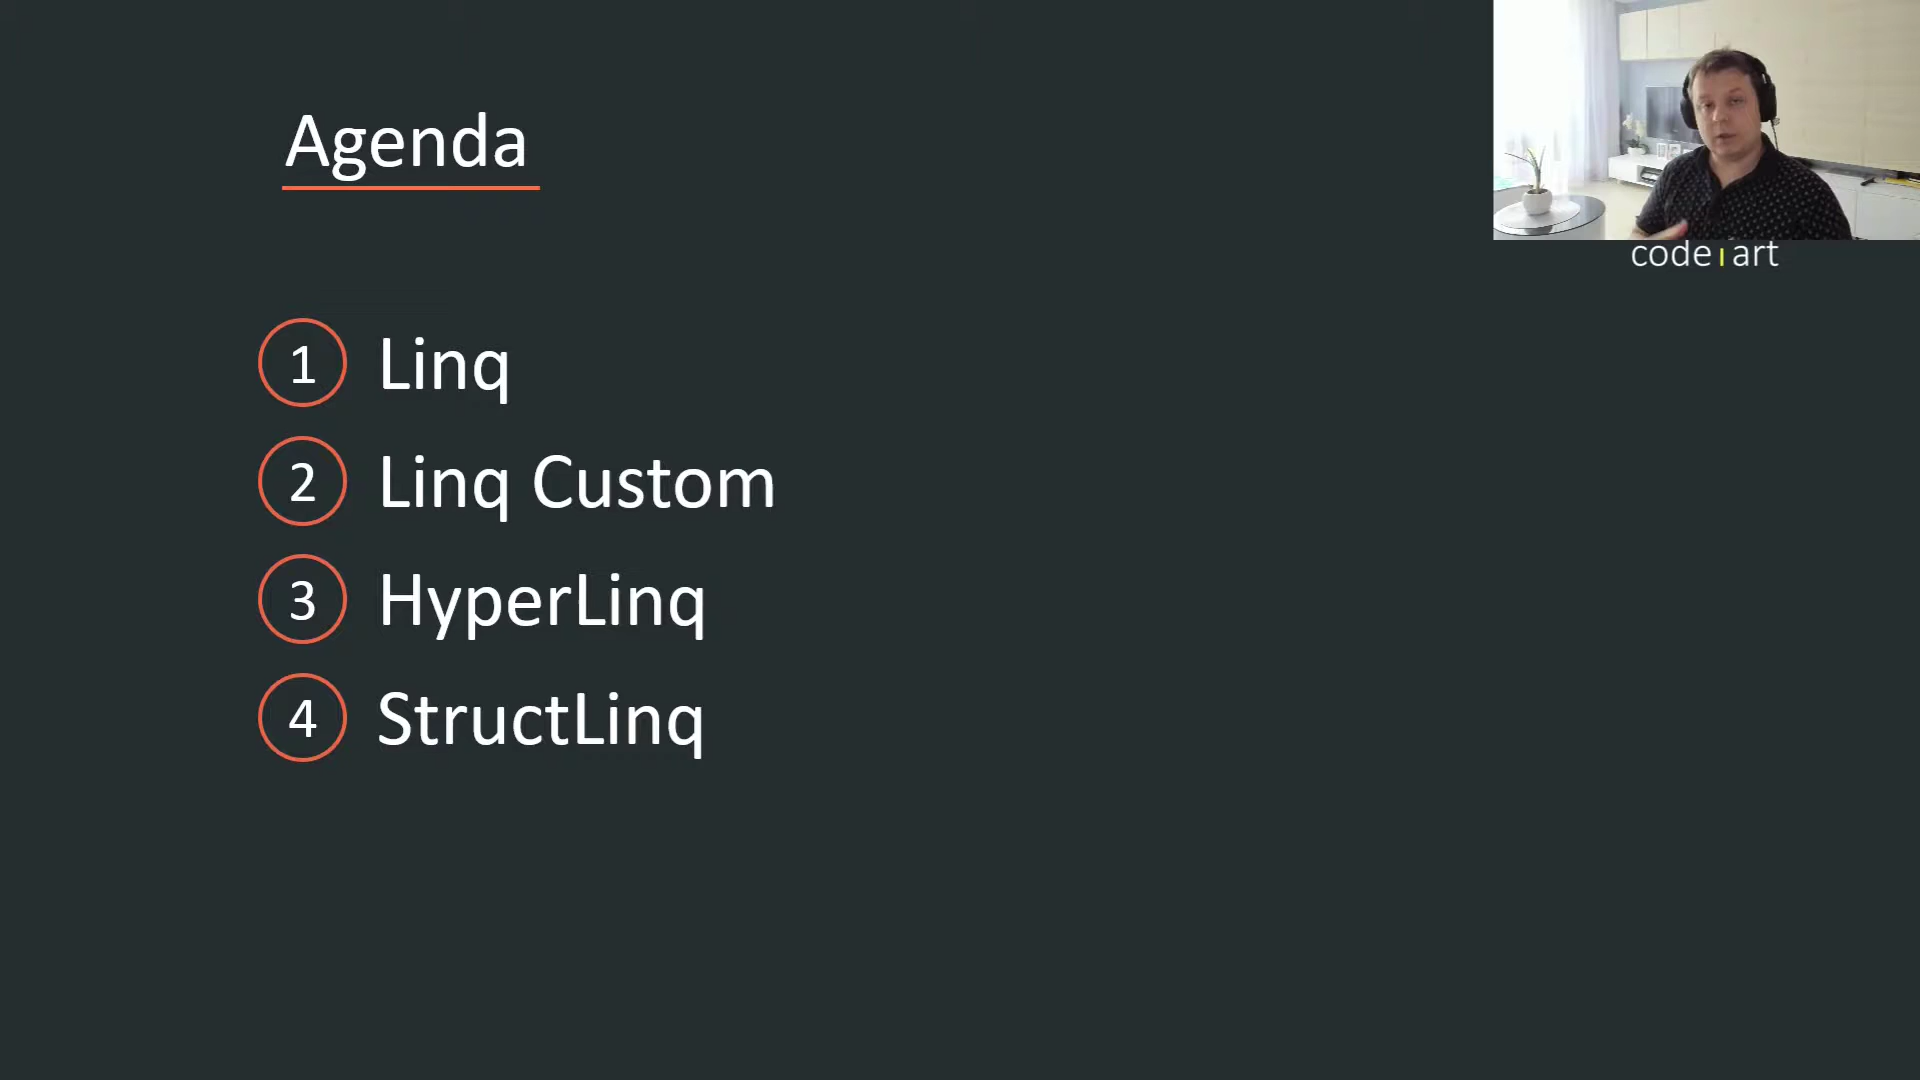 Agenda
code art
1 Linq
2 Linq Custom
3 HyperLinq
4 StructLinq